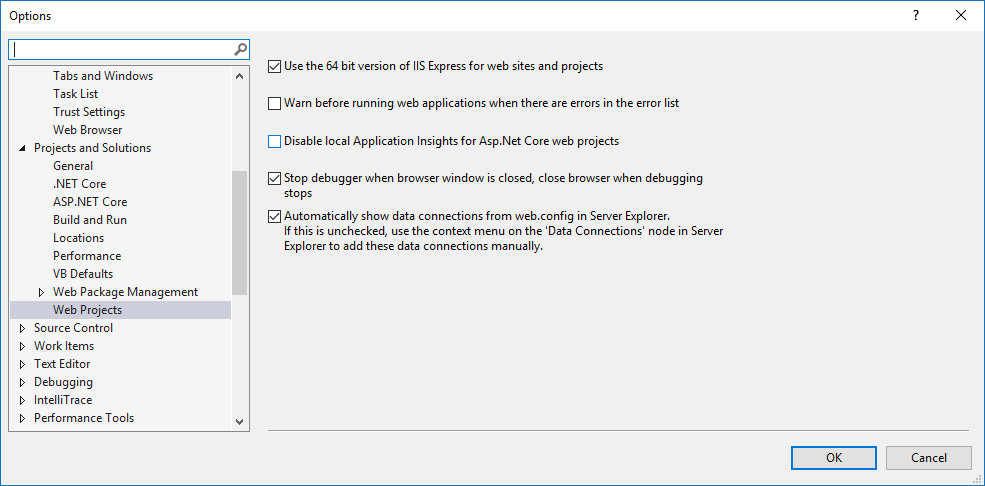 Options
?
Tabs and Windows
Task List
Trust Settings
Web Browser
Projects and Solutions
General
.NET Core
ASP.NET Core
Build and Run
Locations
Performance
VB Defaults
Web Package Management
Web Projects
Source Control
Work Items
Text Editor
Debugging
IntelliTrace
Performance Tools
Use the 64 bit version of IIS Express for web sites and projects
Warn before running web applications when there are errors in the error list
Disable local Application Insights for Asp.Net Core web projects
Stop debugger when browser window is closed, close browser when debugging
stops
Automatically show data connections from web.config in Server Explorer.
If this is unchecked, use the context menu on the 'Data Connections' node in Server
Explorer to add these data connections manually.
OK
Cancel